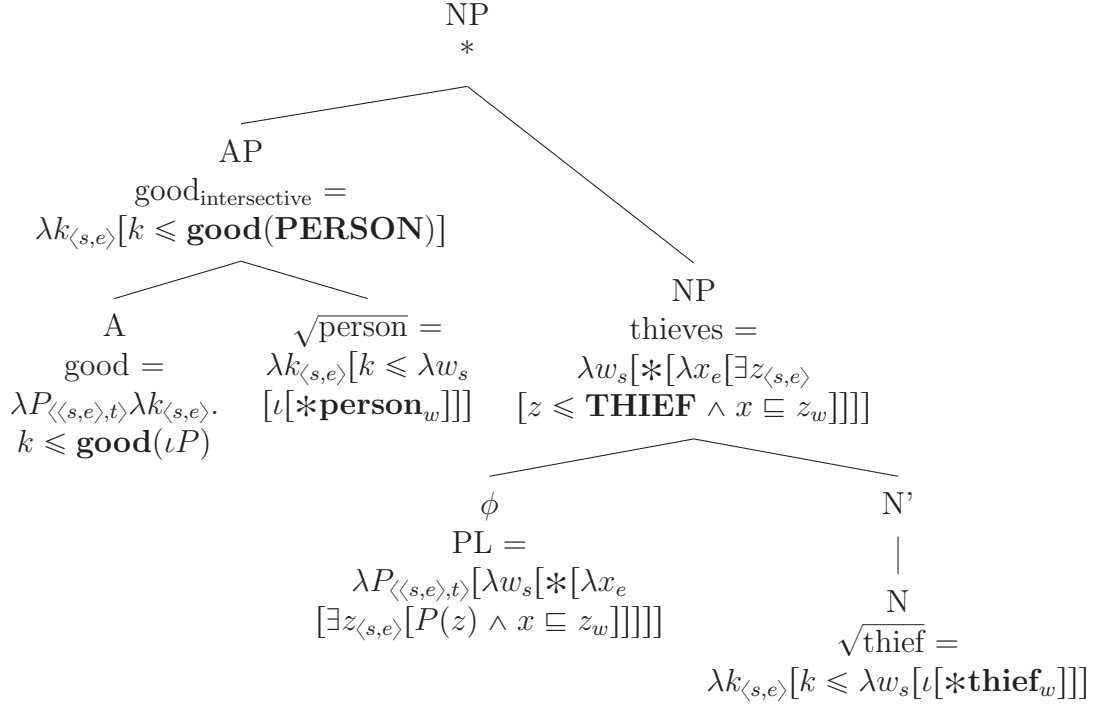 NP
*
AP
good_intersective =
λk_⟨s,e⟩[k ⩽ good(PERSON)]
A
good =
λP_⟨⟨s,e⟩,t⟩λk_⟨s,e⟩.
k ⩽ good(ιP)
√person =
λk_⟨s,e⟩[k ⩽ λw_s
[ι[∗person_w]]]
NP
thieves =
λw_s[∗[λx_e[∃z_⟨s,e⟩
[z ⩽ THIEF ∧ x ⊑ z_w]]]]
ϕ
PL =
λP_⟨⟨s,e⟩,t⟩[λw_s[∗[λx_e
[∃z_⟨s,e⟩[P(z) ∧ x ⊑ z_w]]]]]
N’
N
√thief =
λk_⟨s,e⟩[k ⩽ λw_s[ι[∗thief_w]]]